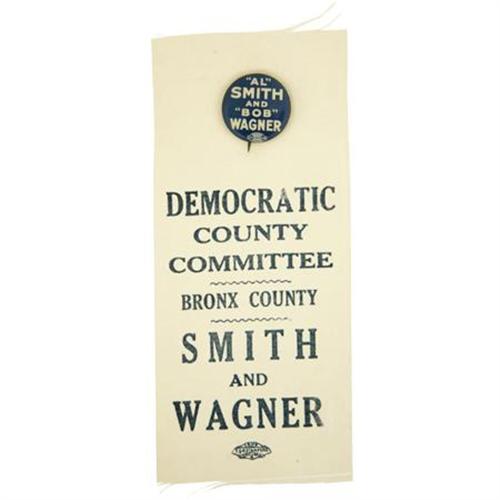 "AL"
SMITH
AND
"BOB"
WAGNER
DEMOCRATIC
COUNTY
COMMITTEE
BRONX COUNTY
SMITH
AND
WAGNER